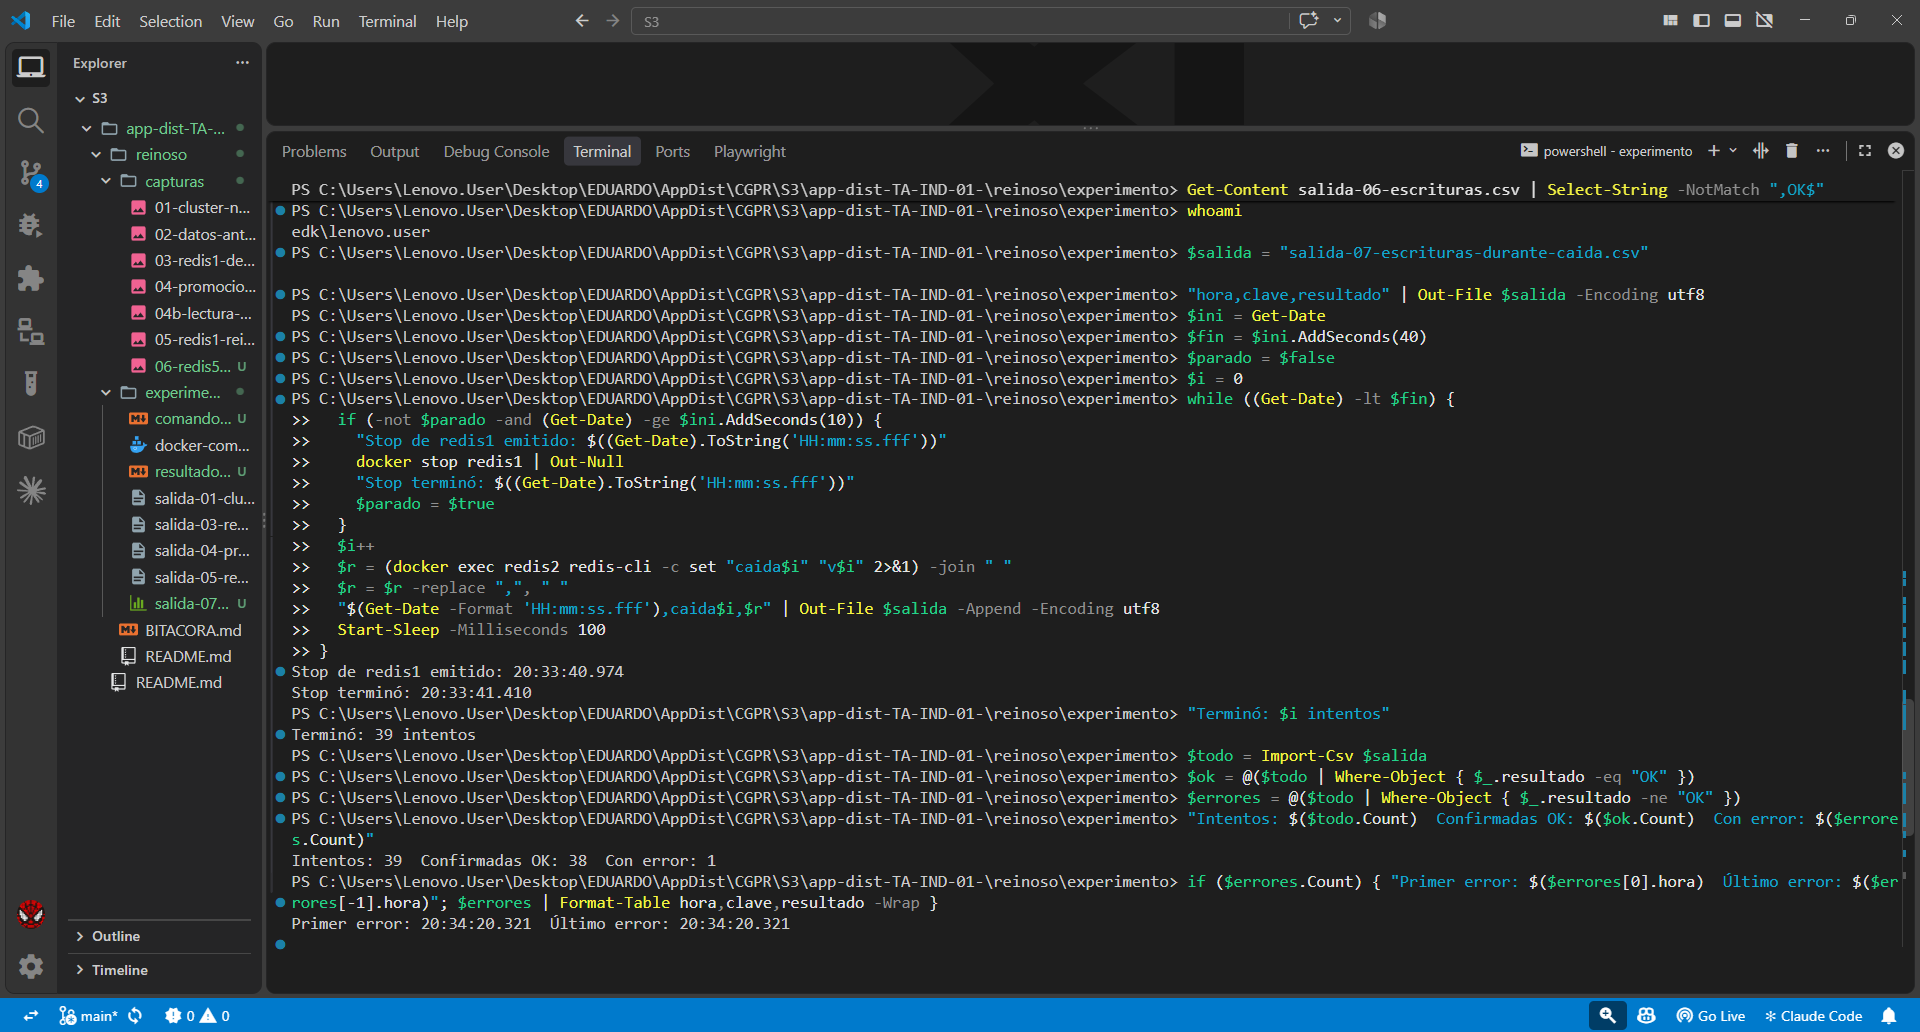 File Edit Selection View Go Run Terminal Help
S3
Explorer
S3
app-dist-TA-...
reinoso
capturas
01-cluster-n...
02-datos-ant...
03-redis1-de...
04-promocio...
04b-lectura-...
05-redis1-rei...
06-redis5... U
experime...
comando... U
docker-com...
resultado... U
salida-01-clu...
salida-03-re...
salida-04-pr...
salida-05-re...
salida-07... U
BITACORA.md
README.md
README.md
Outline
Timeline
4
Problems Output Debug Console Terminal Ports Playwright
powershell - experimento
PS C:\Users\Lenovo.User\Desktop\EDUARDO\AppDist\CGPR\S3\app-dist-TA-IND-01-\reinoso\experimento> Get-Content salida-06-escrituras.csv | Select-String -NotMatch ",OK$"
PS C:\Users\Lenovo.User\Desktop\EDUARDO\AppDist\CGPR\S3\app-dist-TA-IND-01-\reinoso\experimento> whoami
edk\lenovo.user
PS C:\Users\Lenovo.User\Desktop\EDUARDO\AppDist\CGPR\S3\app-dist-TA-IND-01-\reinoso\experimento> $salida = "salida-07-escrituras-durante-caida.csv"
PS C:\Users\Lenovo.User\Desktop\EDUARDO\AppDist\CGPR\S3\app-dist-TA-IND-01-\reinoso\experimento> "hora,clave,resultado" | Out-File $salida -Encoding utf8
PS C:\Users\Lenovo.User\Desktop\EDUARDO\AppDist\CGPR\S3\app-dist-TA-IND-01-\reinoso\experimento> $ini = Get-Date
PS C:\Users\Lenovo.User\Desktop\EDUARDO\AppDist\CGPR\S3\app-dist-TA-IND-01-\reinoso\experimento> $fin = $ini.AddSeconds(40)
PS C:\Users\Lenovo.User\Desktop\EDUARDO\AppDist\CGPR\S3\app-dist-TA-IND-01-\reinoso\experimento> $parado = $false
PS C:\Users\Lenovo.User\Desktop\EDUARDO\AppDist\CGPR\S3\app-dist-TA-IND-01-\reinoso\experimento> $i = 0
PS C:\Users\Lenovo.User\Desktop\EDUARDO\AppDist\CGPR\S3\app-dist-TA-IND-01-\reinoso\experimento> while ((Get-Date) -lt $fin) {
>>   if (-not $parado -and (Get-Date) -ge $ini.AddSeconds(10)) {
>>     "Stop de redis1 emitido: $((Get-Date).ToString('HH:mm:ss.fff'))"
>>     docker stop redis1 | Out-Null
>>     "Stop terminó: $((Get-Date).ToString('HH:mm:ss.fff'))"
>>     $parado = $true
>>   }
>>   $i++
>>   $r = (docker exec redis2 redis-cli -c set "caida$i" "v$i" 2>&1) -join " "
>>   $r = $r -replace ",", " "
>>   "$(Get-Date -Format 'HH:mm:ss.fff'),caida$i,$r" | Out-File $salida -Append -Encoding utf8
>>   Start-Sleep -Milliseconds 100
>> }
Stop de redis1 emitido: 20:33:40.974
Stop terminó: 20:33:41.410
PS C:\Users\Lenovo.User\Desktop\EDUARDO\AppDist\CGPR\S3\app-dist-TA-IND-01-\reinoso\experimento> "Terminó: $i intentos"
Terminó: 39 intentos
PS C:\Users\Lenovo.User\Desktop\EDUARDO\AppDist\CGPR\S3\app-dist-TA-IND-01-\reinoso\experimento> $todo = Import-Csv $salida
PS C:\Users\Lenovo.User\Desktop\EDUARDO\AppDist\CGPR\S3\app-dist-TA-IND-01-\reinoso\experimento> $ok = @($todo | Where-Object { $_.resultado -eq "OK" })
PS C:\Users\Lenovo.User\Desktop\EDUARDO\AppDist\CGPR\S3\app-dist-TA-IND-01-\reinoso\experimento> $errores = @($todo | Where-Object { $_.resultado -ne "OK" })
PS C:\Users\Lenovo.User\Desktop\EDUARDO\AppDist\CGPR\S3\app-dist-TA-IND-01-\reinoso\experimento> "Intentos: $($todo.Count)  Confirmadas OK: $($ok.Count)  Con error: $($errore
s.Count)"
Intentos: 39  Confirmadas OK: 38  Con error: 1
PS C:\Users\Lenovo.User\Desktop\EDUARDO\AppDist\CGPR\S3\app-dist-TA-IND-01-\reinoso\experimento> if ($errores.Count) { "Primer error: $($errores[0].hora)  Último error: $($er
rores[-1].hora)"; $errores | Format-Table hora,clave,resultado -Wrap }
Primer error: 20:34:20.321  Último error: 20:34:20.321
main* 0 0
Go Live Claude Code